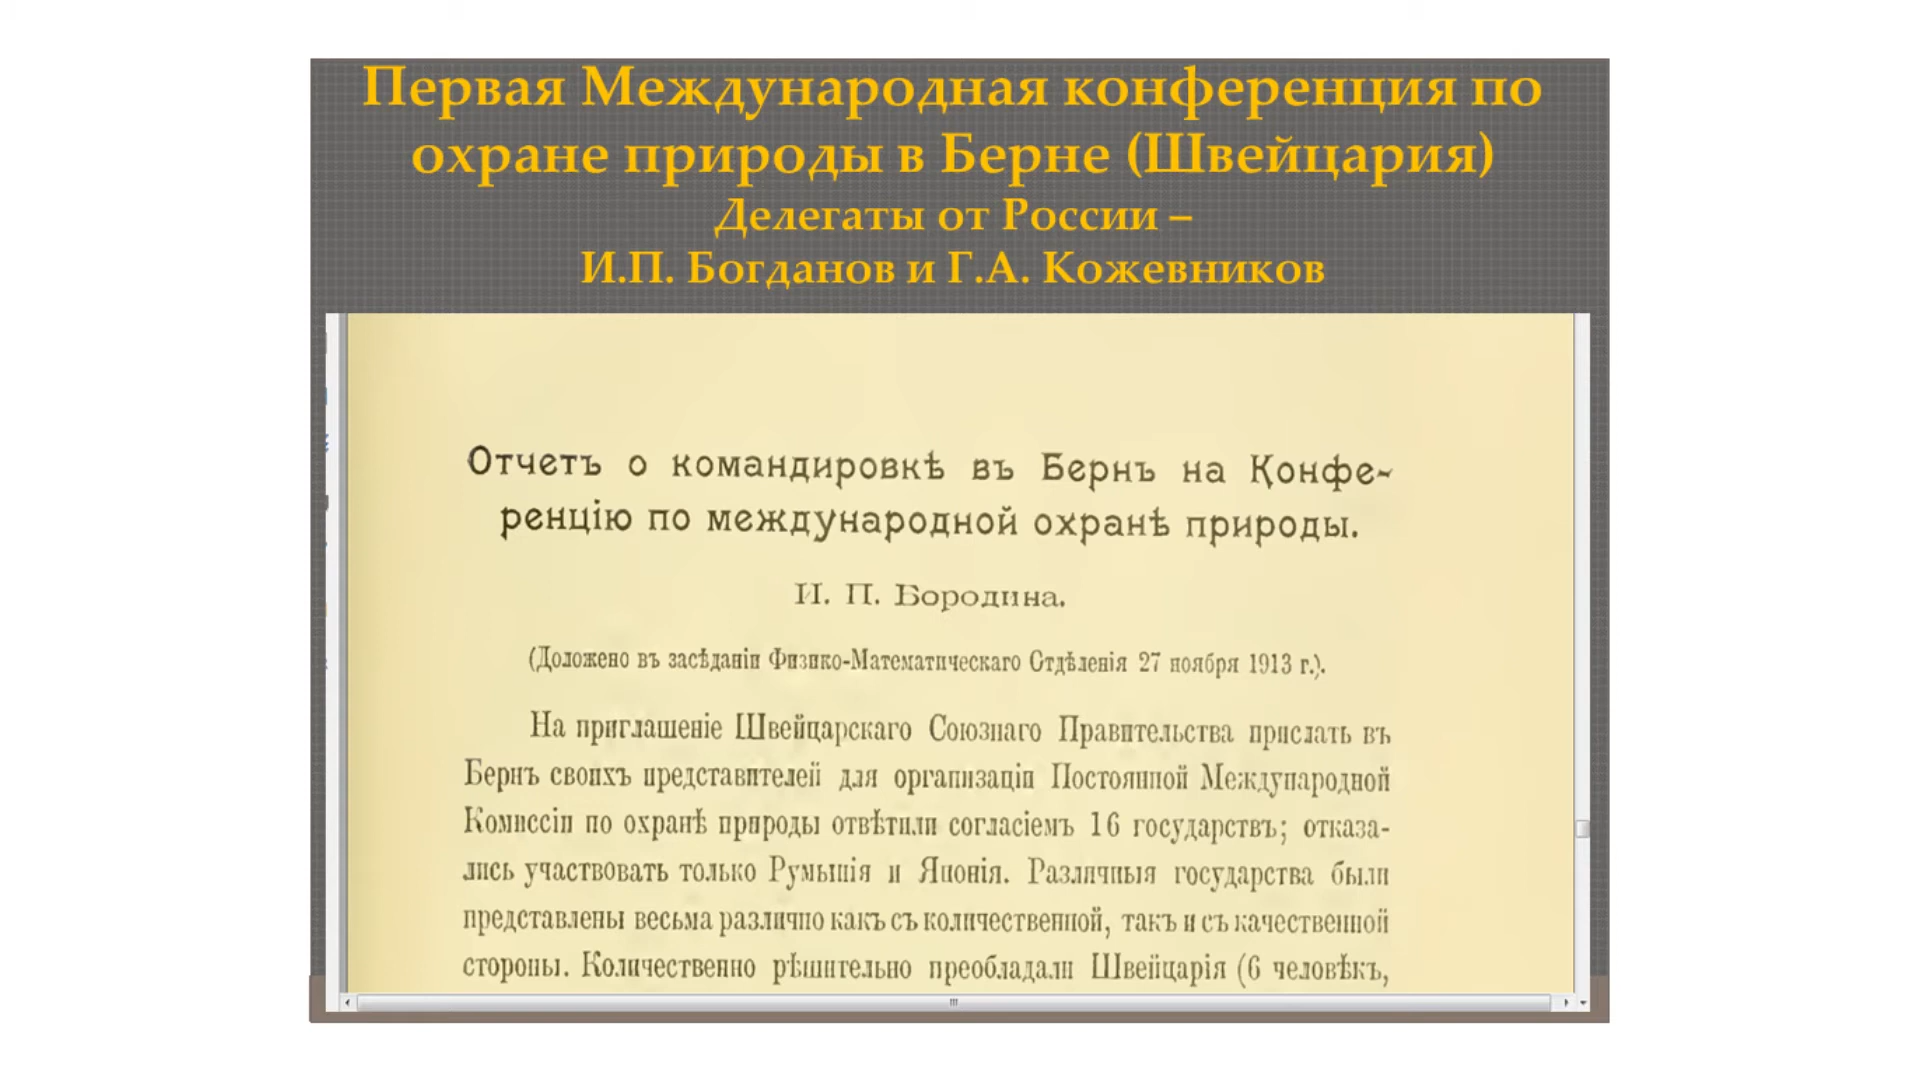 Первая Международная конференция по
охране природы в Берне (Швейцария)
Делегаты от России –
И.П. Богданов и Г.А. Кожевников
Отчетъ о командировкѣ въ Бернъ на Конфе-
ренцію по международной охранѣ природы.
И. П. Бородина.
(Доложено въ засѣданіи Физико-Математическаго Отдѣленія 27 ноября 1913 г.).
На приглашеніе Швейцарскаго Союзнаго Правительства прислать въ
Бернъ своихъ представителей для организаціи Постоянной Международной
Комиссіи по охранѣ природы отвѣтили согласіемъ 16 государствъ; отказа-
лись участвовать только Румынія и Японія. Различныя государства были
представлены весьма различно какъ съ количественной, такъ и съ качественной
стороны. Количественно рѣшительно преобладали Швейцарія (6 человѣкъ,